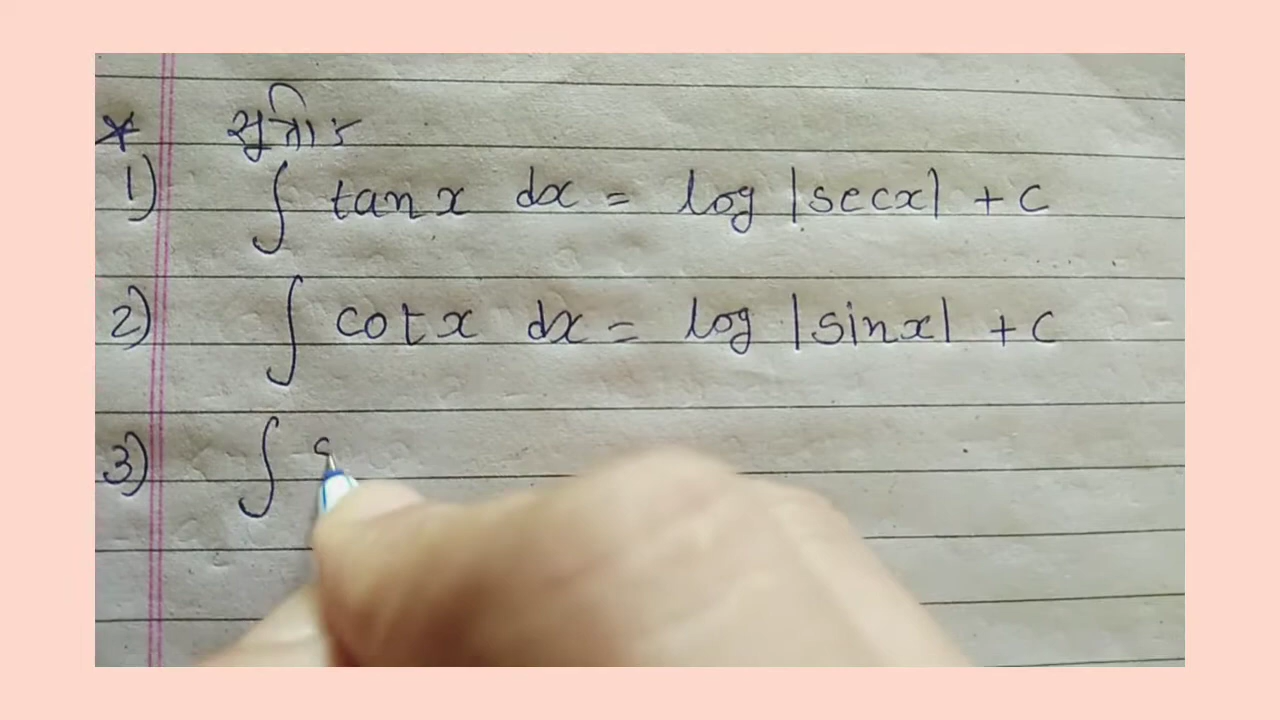 *
1) ∫ tan x dx = log |sec x| + c
2) ∫ cot x dx = log |sin x| + c
3) ∫ s